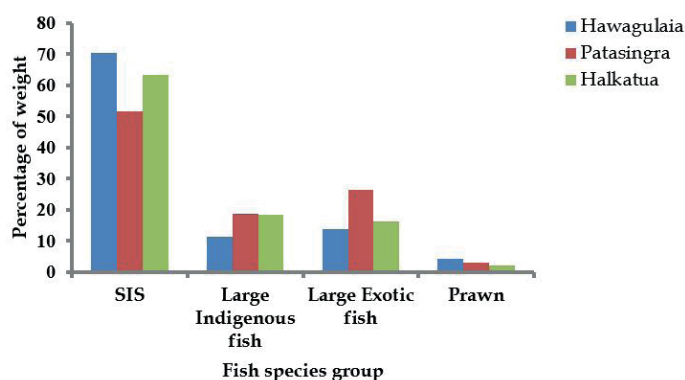 80
70
60
50
40
30
20
10
0
Percentage of weight
SIS
Large
Indigenous
fish
Large Exotic
fish
Prawn
Fish species group
Hawagulaia
Patasingra
Halkatua